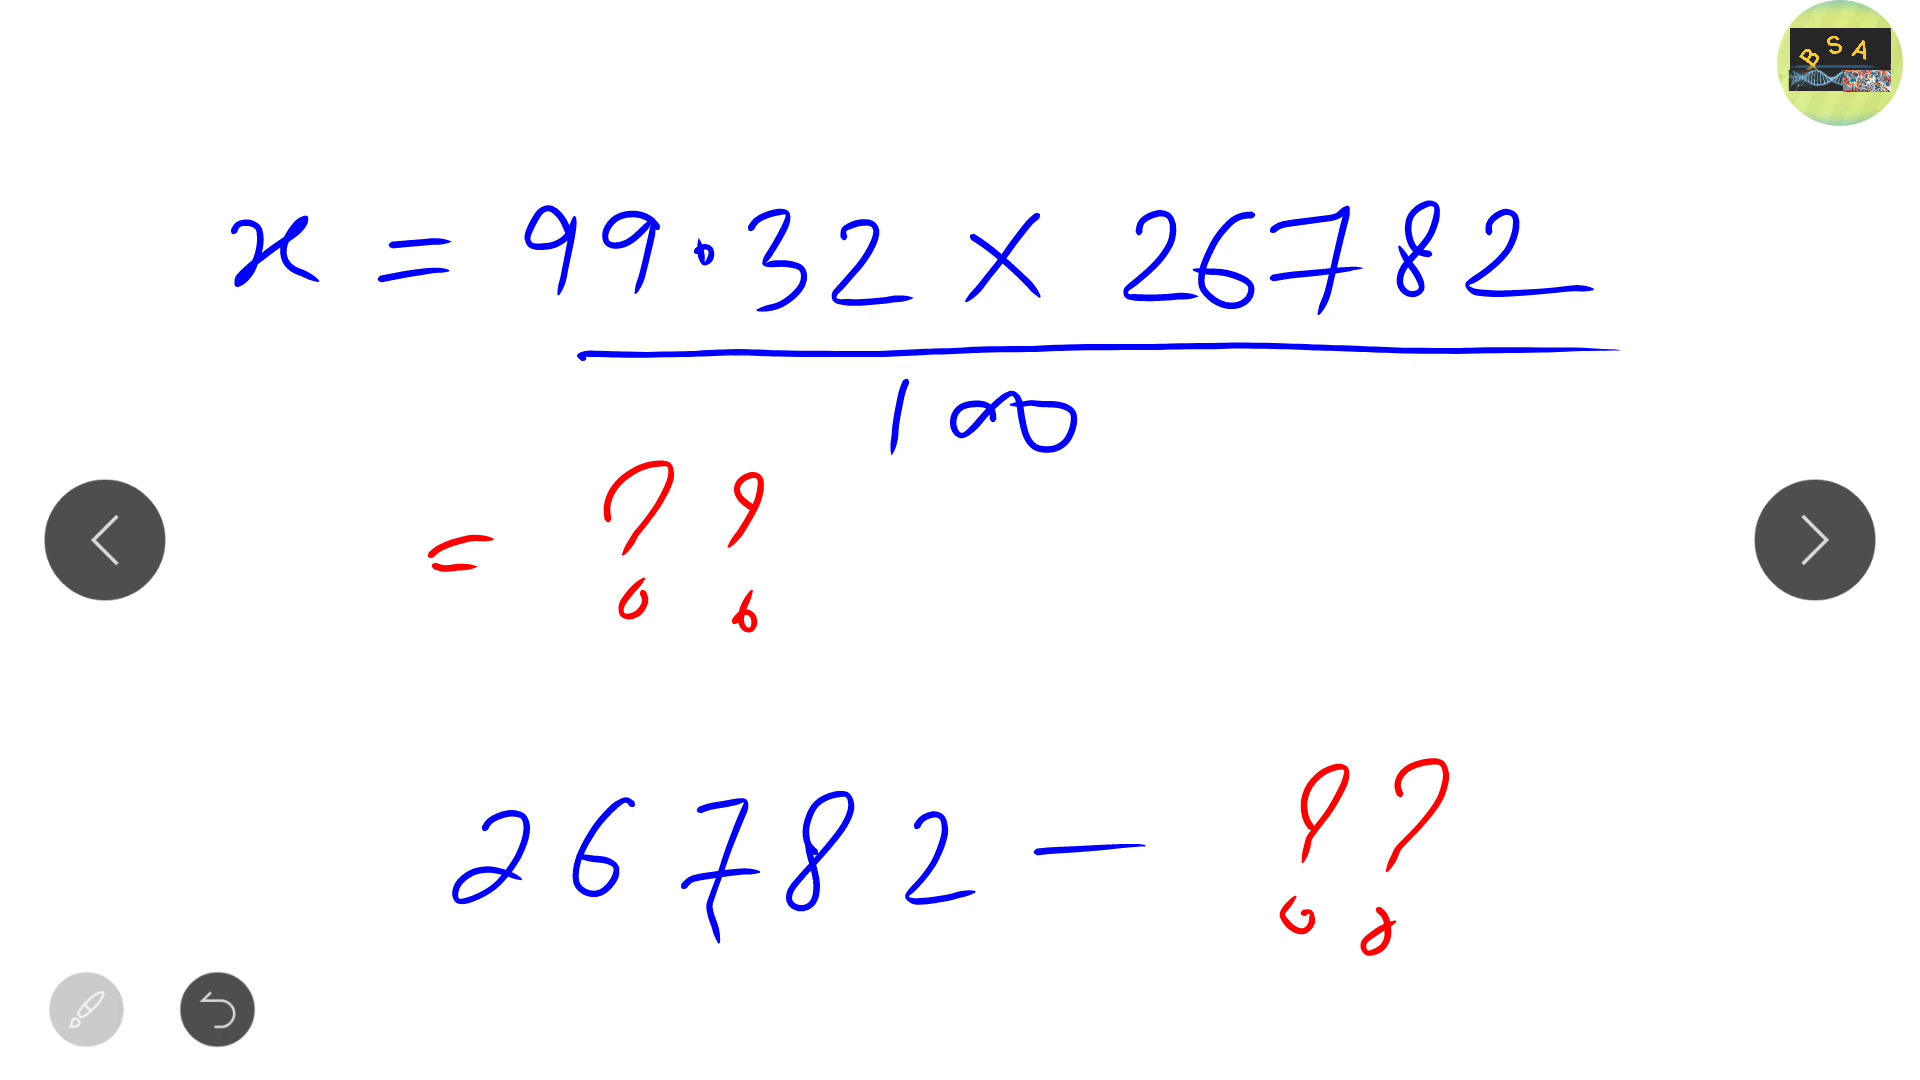 BSA
x = 99.32 × 26782
100
= ??
26782 — ??